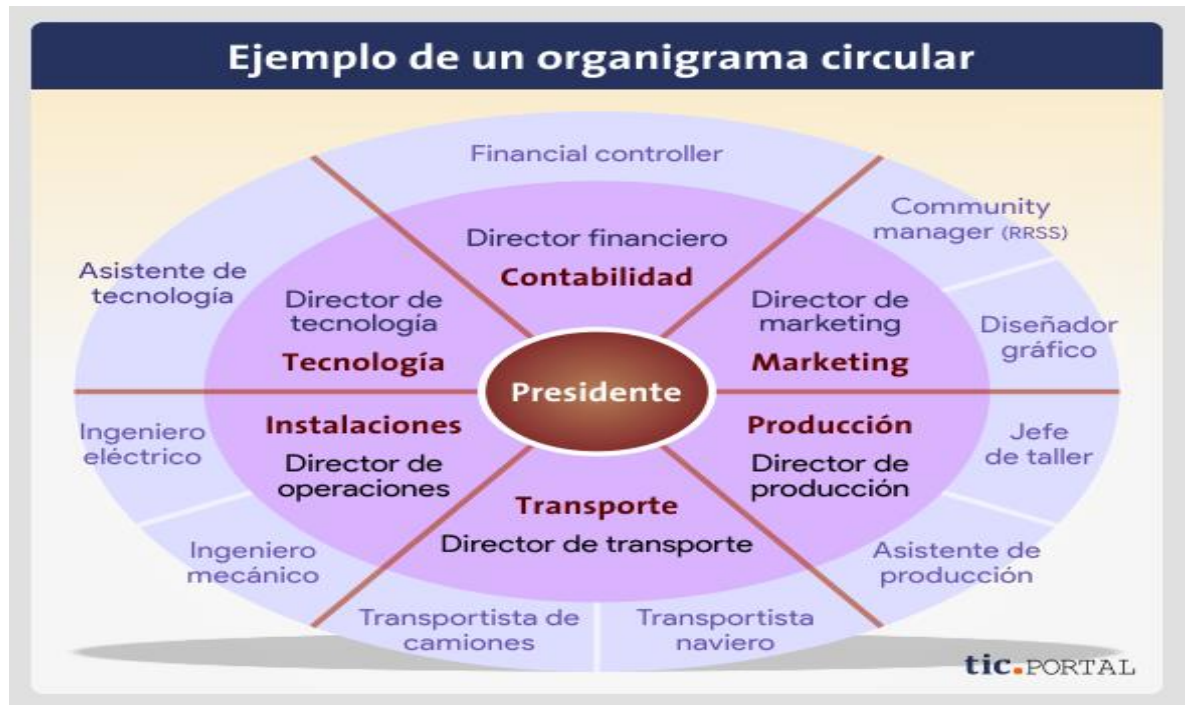 Ejemplo de un organigrama circular
Financial controller
Community
manager (RRSS)
Director financiero
Contabilidad
Asistente de
tecnología
Director de
tecnología
Tecnología
Director de
marketing
Marketing
Diseñador
gráfico
Presidente
Ingeniero
eléctrico
Instalaciones
Director de
operaciones
Producción
Director de
producción
Jefe
de taller
Transporte
Director de transporte
Ingeniero
mecánico
Asistente de
producción
Transportista de
camiones
Transportista
naviero
tic.PORTAL